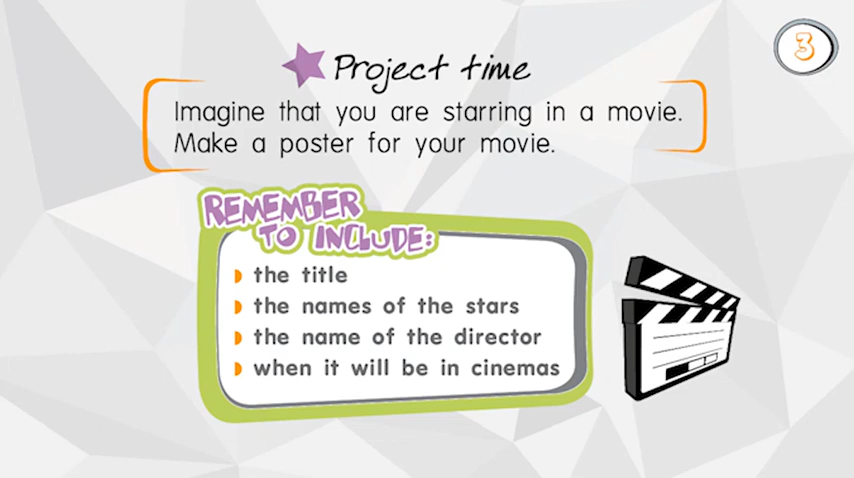 3
Project time
Imagine that you are starring in a movie.
Make a poster for your movie.
REMEMBER
TO INCLUDE:
the title
the names of the stars
the name of the director
when it will be in cinemas